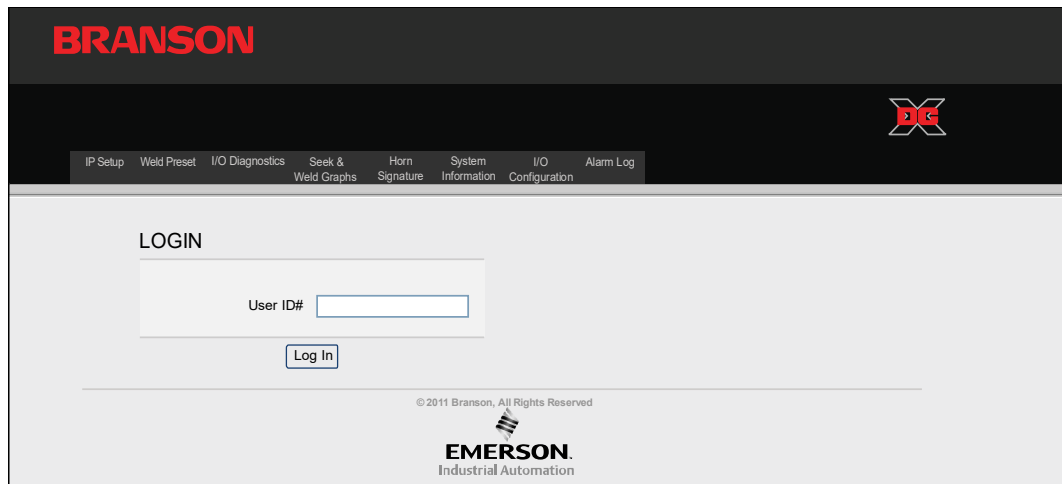 BRANSON
DCX
IP Setup Weld Preset I/O Diagnostics Seek & Weld Graphs Horn Signature System Information I/O Configuration Alarm Log
LOGIN
User ID#
Log In
© 2011 Branson, All Rights Reserved
EMERSON.
Industrial Automation